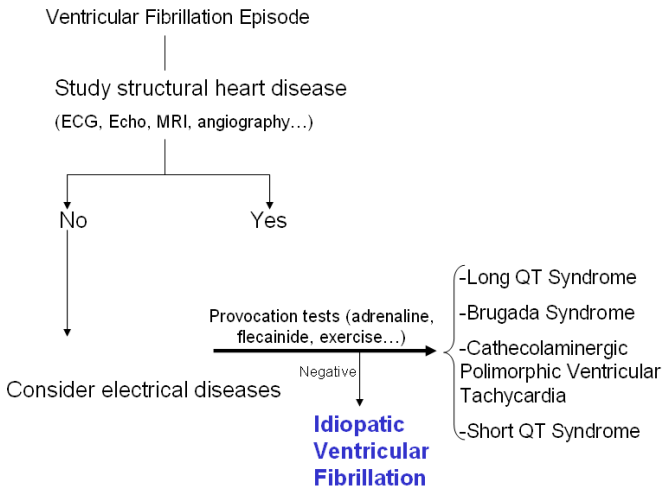 Ventricular Fibrillation Episode
Study structural heart disease
(ECG, Echo, MRI, angiography…)
No
Yes
Provocation tests (adrenaline,
flecainide, exercise…)
Negative
Consider electrical diseases
Idiopatic
Ventricular
Fibrillation
-Long QT Syndrome
-Brugada Syndrome
-Cathecolaminergic
Polimorphic Ventricular
Tachycardia
-Short QT Syndrome